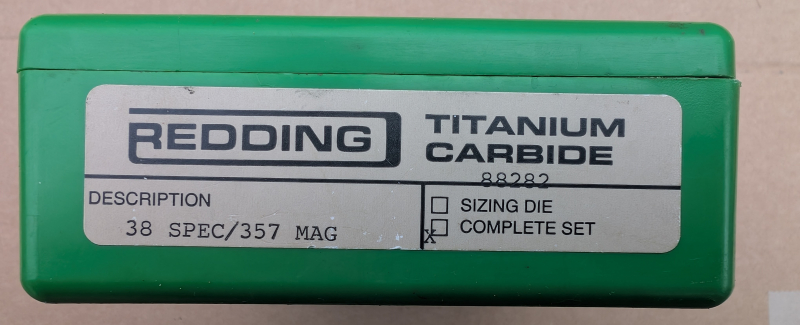 REDDING
TITANIUM
CARBIDE
88282
DESCRIPTION
38 SPEC/357 MAG
☐ SIZING DIE
X ☐ COMPLETE SET